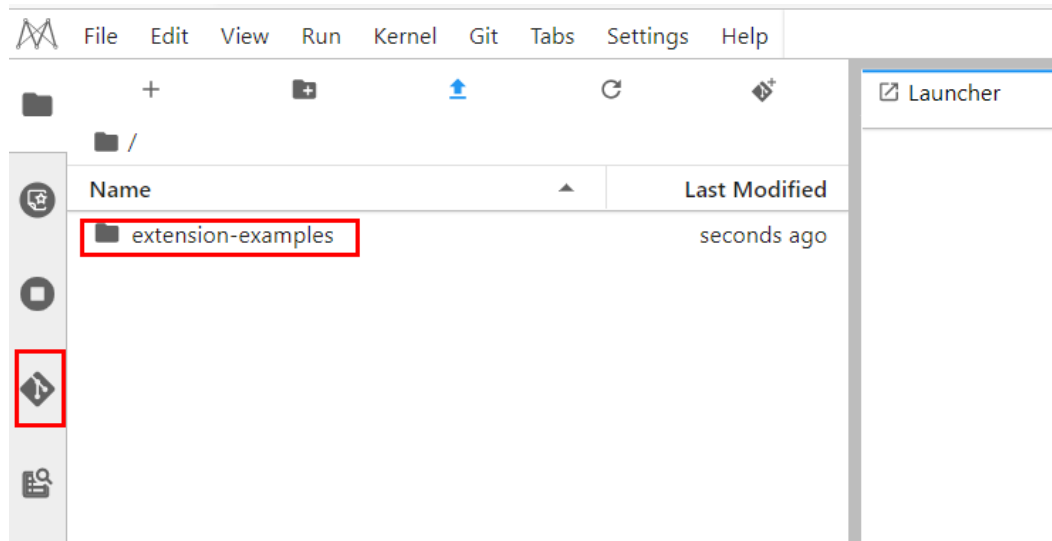 File Edit View Run Kernel Git Tabs Settings Help
Launcher
/
Name Last Modified
extension-examples seconds ago